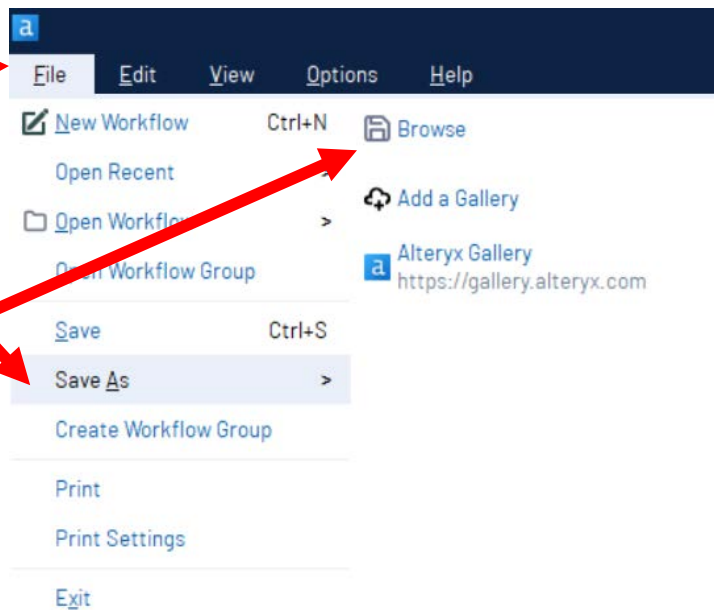 a
File Edit View Options Help
New Workflow Ctrl+N
Open Recent
Open Workflow >
Open Workflow Group
Save Ctrl+S
Save As >
Create Workflow Group
Print
Print Settings
Exit
Browse
Add a Gallery
a Alteryx Gallery
https://gallery.alteryx.com